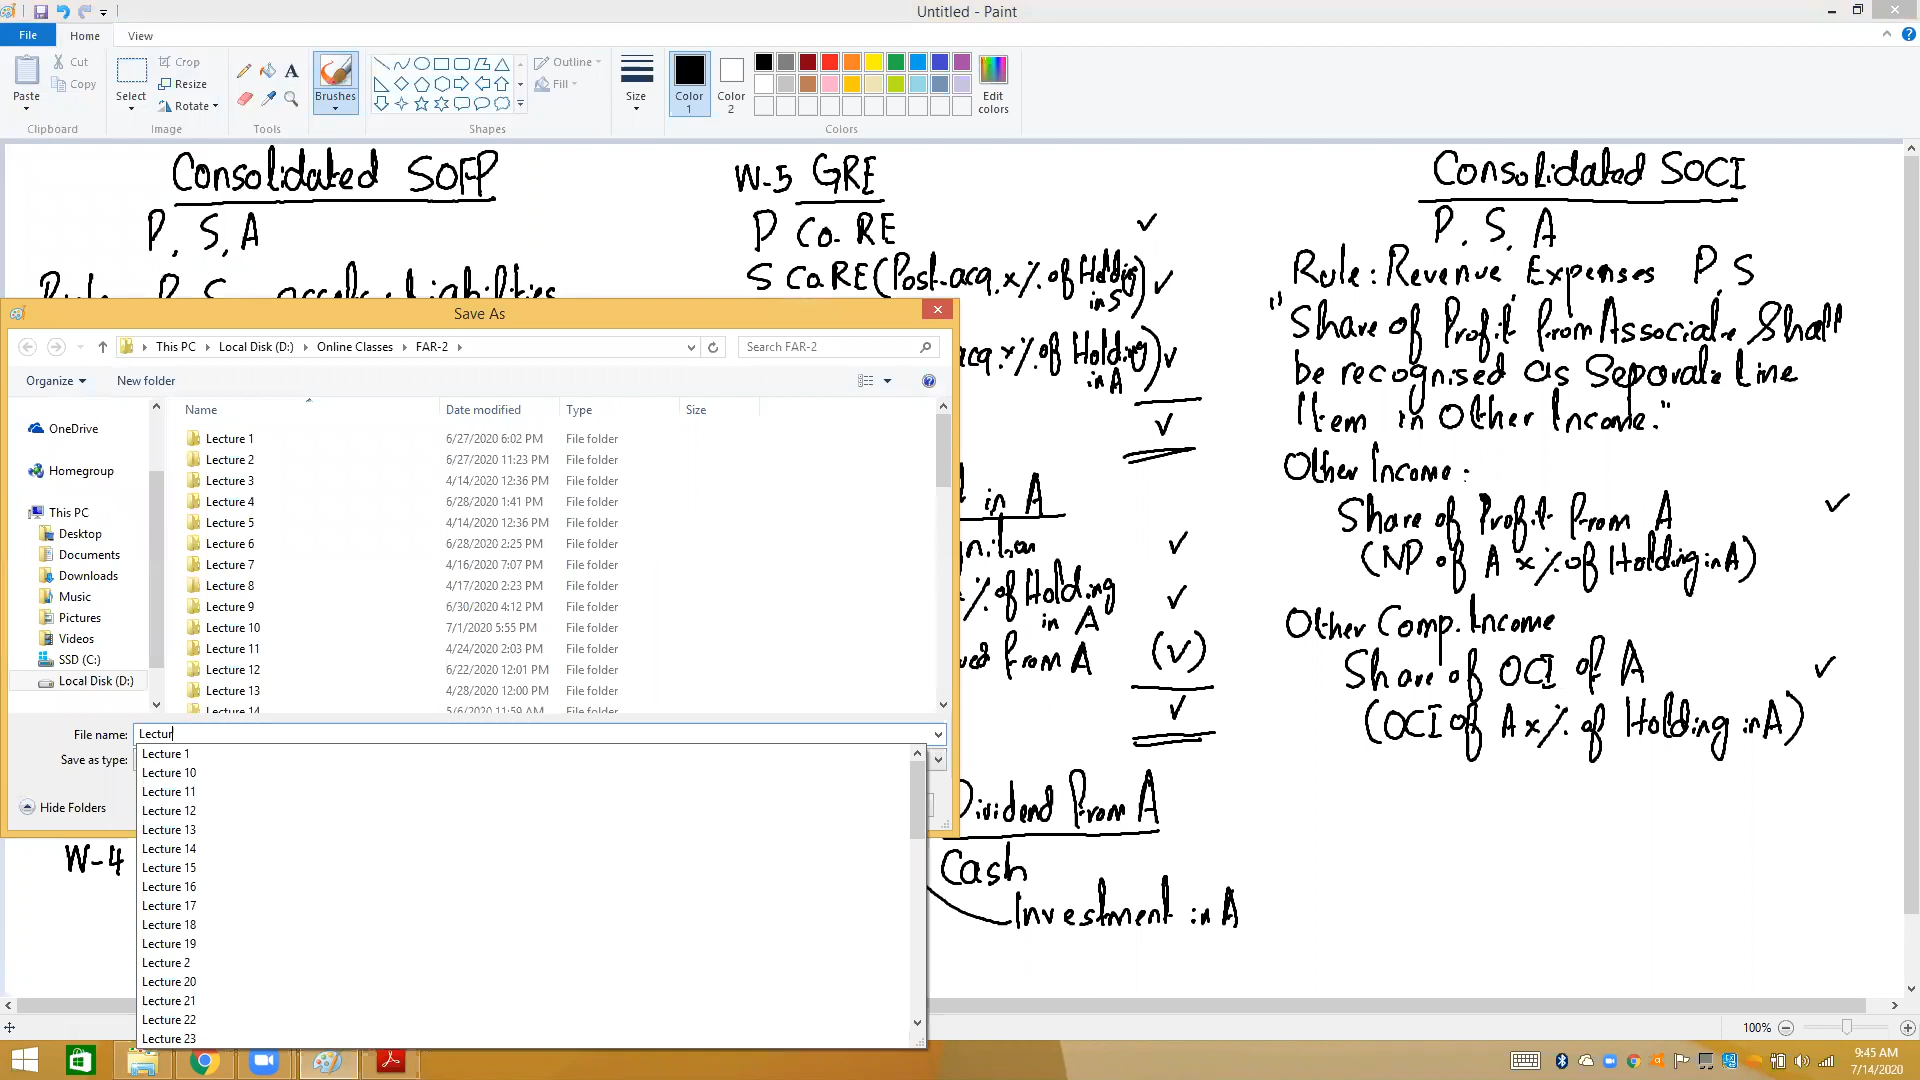 Untitled - Paint
File
Home
View
Paste
Cut
Copy
Clipboard
Select
Crop
Resize
Rotate
Image
Tools
Brushes
Shapes
Outline
Fill
Size
Color 1
Color 2
Edit colors
Colors
Consolidated SOFP
P, S, A
W-5 GRE
P Co. RE
S Co RE (Post-acq. x % of Holding in S)
acq. x % of Holding in A)
in A
% of Holding in A
from A
Dividend from A
Cash
Investment in A
W-4
Consolidated SOCI
P, S, A
Rule: Revenue, Expenses P, S
"Share of Profit from Associate Shall
be recognised as Separate Line
Item in Other Income."
Other Income:
Share of Profit from A
(NP of A x % of Holding in A)
Other Comp. Income
Share of OCI of A
(OCI of A x % of Holding in A)
Save As
This PC
Local Disk (D:)
Online Classes
FAR-2
Search FAR-2
Organize
New folder
OneDrive
Homegroup
This PC
Desktop
Documents
Downloads
Music
Pictures
Videos
SSD (C:)
Local Disk (D:)
Name Date modified Type Size
Lecture 1 6/27/2020 6:02 PM File folder
Lecture 2 6/27/2020 11:23 PM File folder
Lecture 3 4/14/2020 12:36 PM File folder
Lecture 4 6/28/2020 1:41 PM File folder
Lecture 5 4/14/2020 12:36 PM File folder
Lecture 6 6/28/2020 2:25 PM File folder
Lecture 7 4/16/2020 7:07 PM File folder
Lecture 8 4/17/2020 2:23 PM File folder
Lecture 9 6/30/2020 4:12 PM File folder
Lecture 10 7/1/2020 5:55 PM File folder
Lecture 11 4/24/2020 2:03 PM File folder
Lecture 12 6/22/2020 12:01 PM File folder
Lecture 13 4/28/2020 12:00 PM File folder
Lecture 14 5/6/2020 11:59 AM File folder
File name: Lectur
Save as type:
Hide Folders
Lecture 1
Lecture 10
Lecture 11
Lecture 12
Lecture 13
Lecture 14
Lecture 15
Lecture 16
Lecture 17
Lecture 18
Lecture 19
Lecture 2
Lecture 20
Lecture 21
Lecture 22
Lecture 23
100%
9:45 AM
7/14/2020